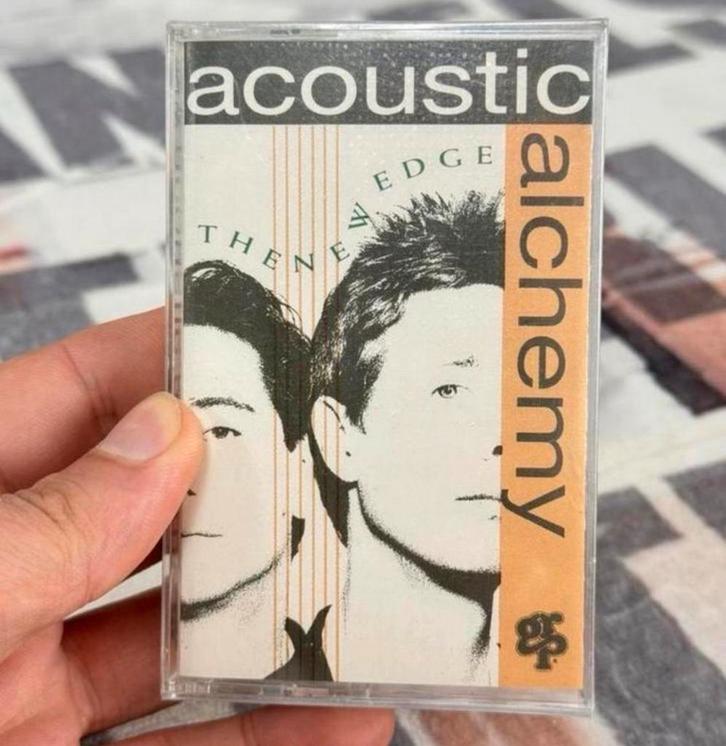 acoustic
alchemy
THE NEW EDGE
grp